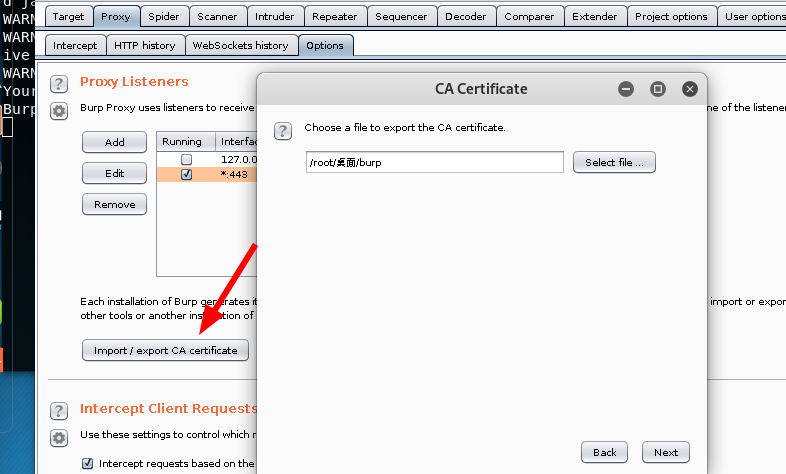 Target Proxy Spider Scanner Intruder Repeater Sequencer Decoder Comparer Extender Project options User options
Intercept HTTP history WebSockets history Options
WARN
WARN
ive
WARN
Your
Burp
? Proxy Listeners
Burp Proxy uses listeners to receive
ne of the listener
Add
Edit
Remove
Running Interfac
127.0.0
*:443
Each installation of Burp generates it
import or expor
other tools or another installation of
Import / export CA certificate
? Intercept Client Requests
Use these settings to control which r
Intercept requests based on the
CA Certificate
? Choose a file to export the CA certificate.
/root/桌面/burp Select file ...
Back Next